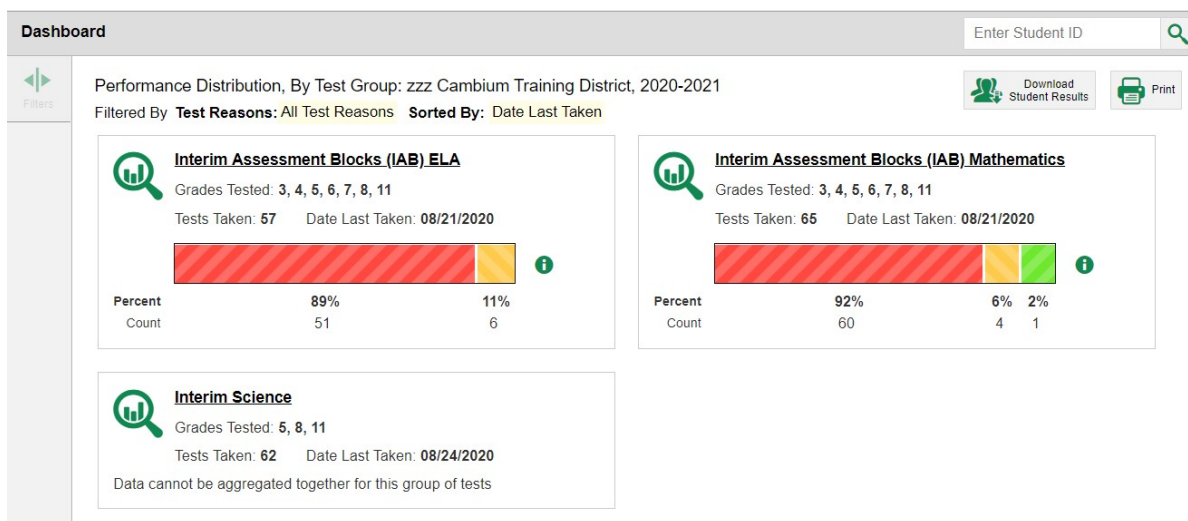 Dashboard
Enter Student ID
Filters
Performance Distribution, By Test Group: zzz Cambium Training District, 2020-2021
Download
Student Results
Print
Filtered By Test Reasons: All Test Reasons Sorted By: Date Last Taken
Interim Assessment Blocks (IAB) ELA
Grades Tested: 3, 4, 5, 6, 7, 8, 11
Tests Taken: 57 Date Last Taken: 08/21/2020
Percent 89% 11%
Count 51 6
Interim Assessment Blocks (IAB) Mathematics
Grades Tested: 3, 4, 5, 6, 7, 8, 11
Tests Taken: 65 Date Last Taken: 08/21/2020
Percent 92% 6% 2%
Count 60 4 1
Interim Science
Grades Tested: 5, 8, 11
Tests Taken: 62 Date Last Taken: 08/24/2020
Data cannot be aggregated together for this group of tests